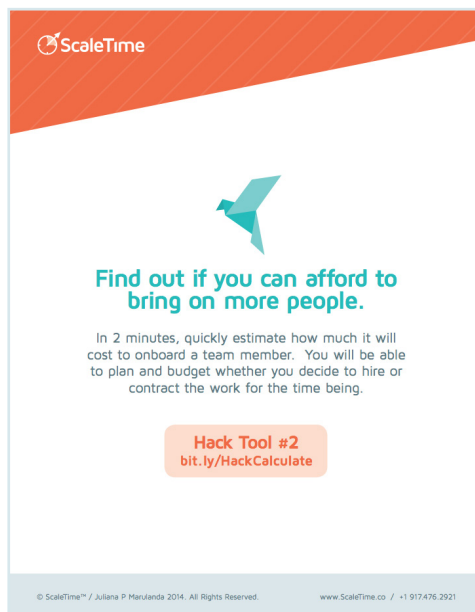 ScaleTime
Find out if you can afford to
bring on more people.
In 2 minutes, quickly estimate how much it will
cost to onboard a team member.  You will be able
to plan and budget whether you decide to hire or
contract the work for the time being.
Hack Tool #2
bit.ly/HackCalculate
© ScaleTime™ / Juliana P Marulanda 2014. All Rights Reserved.
www.ScaleTime.co / +1 917.476.2921